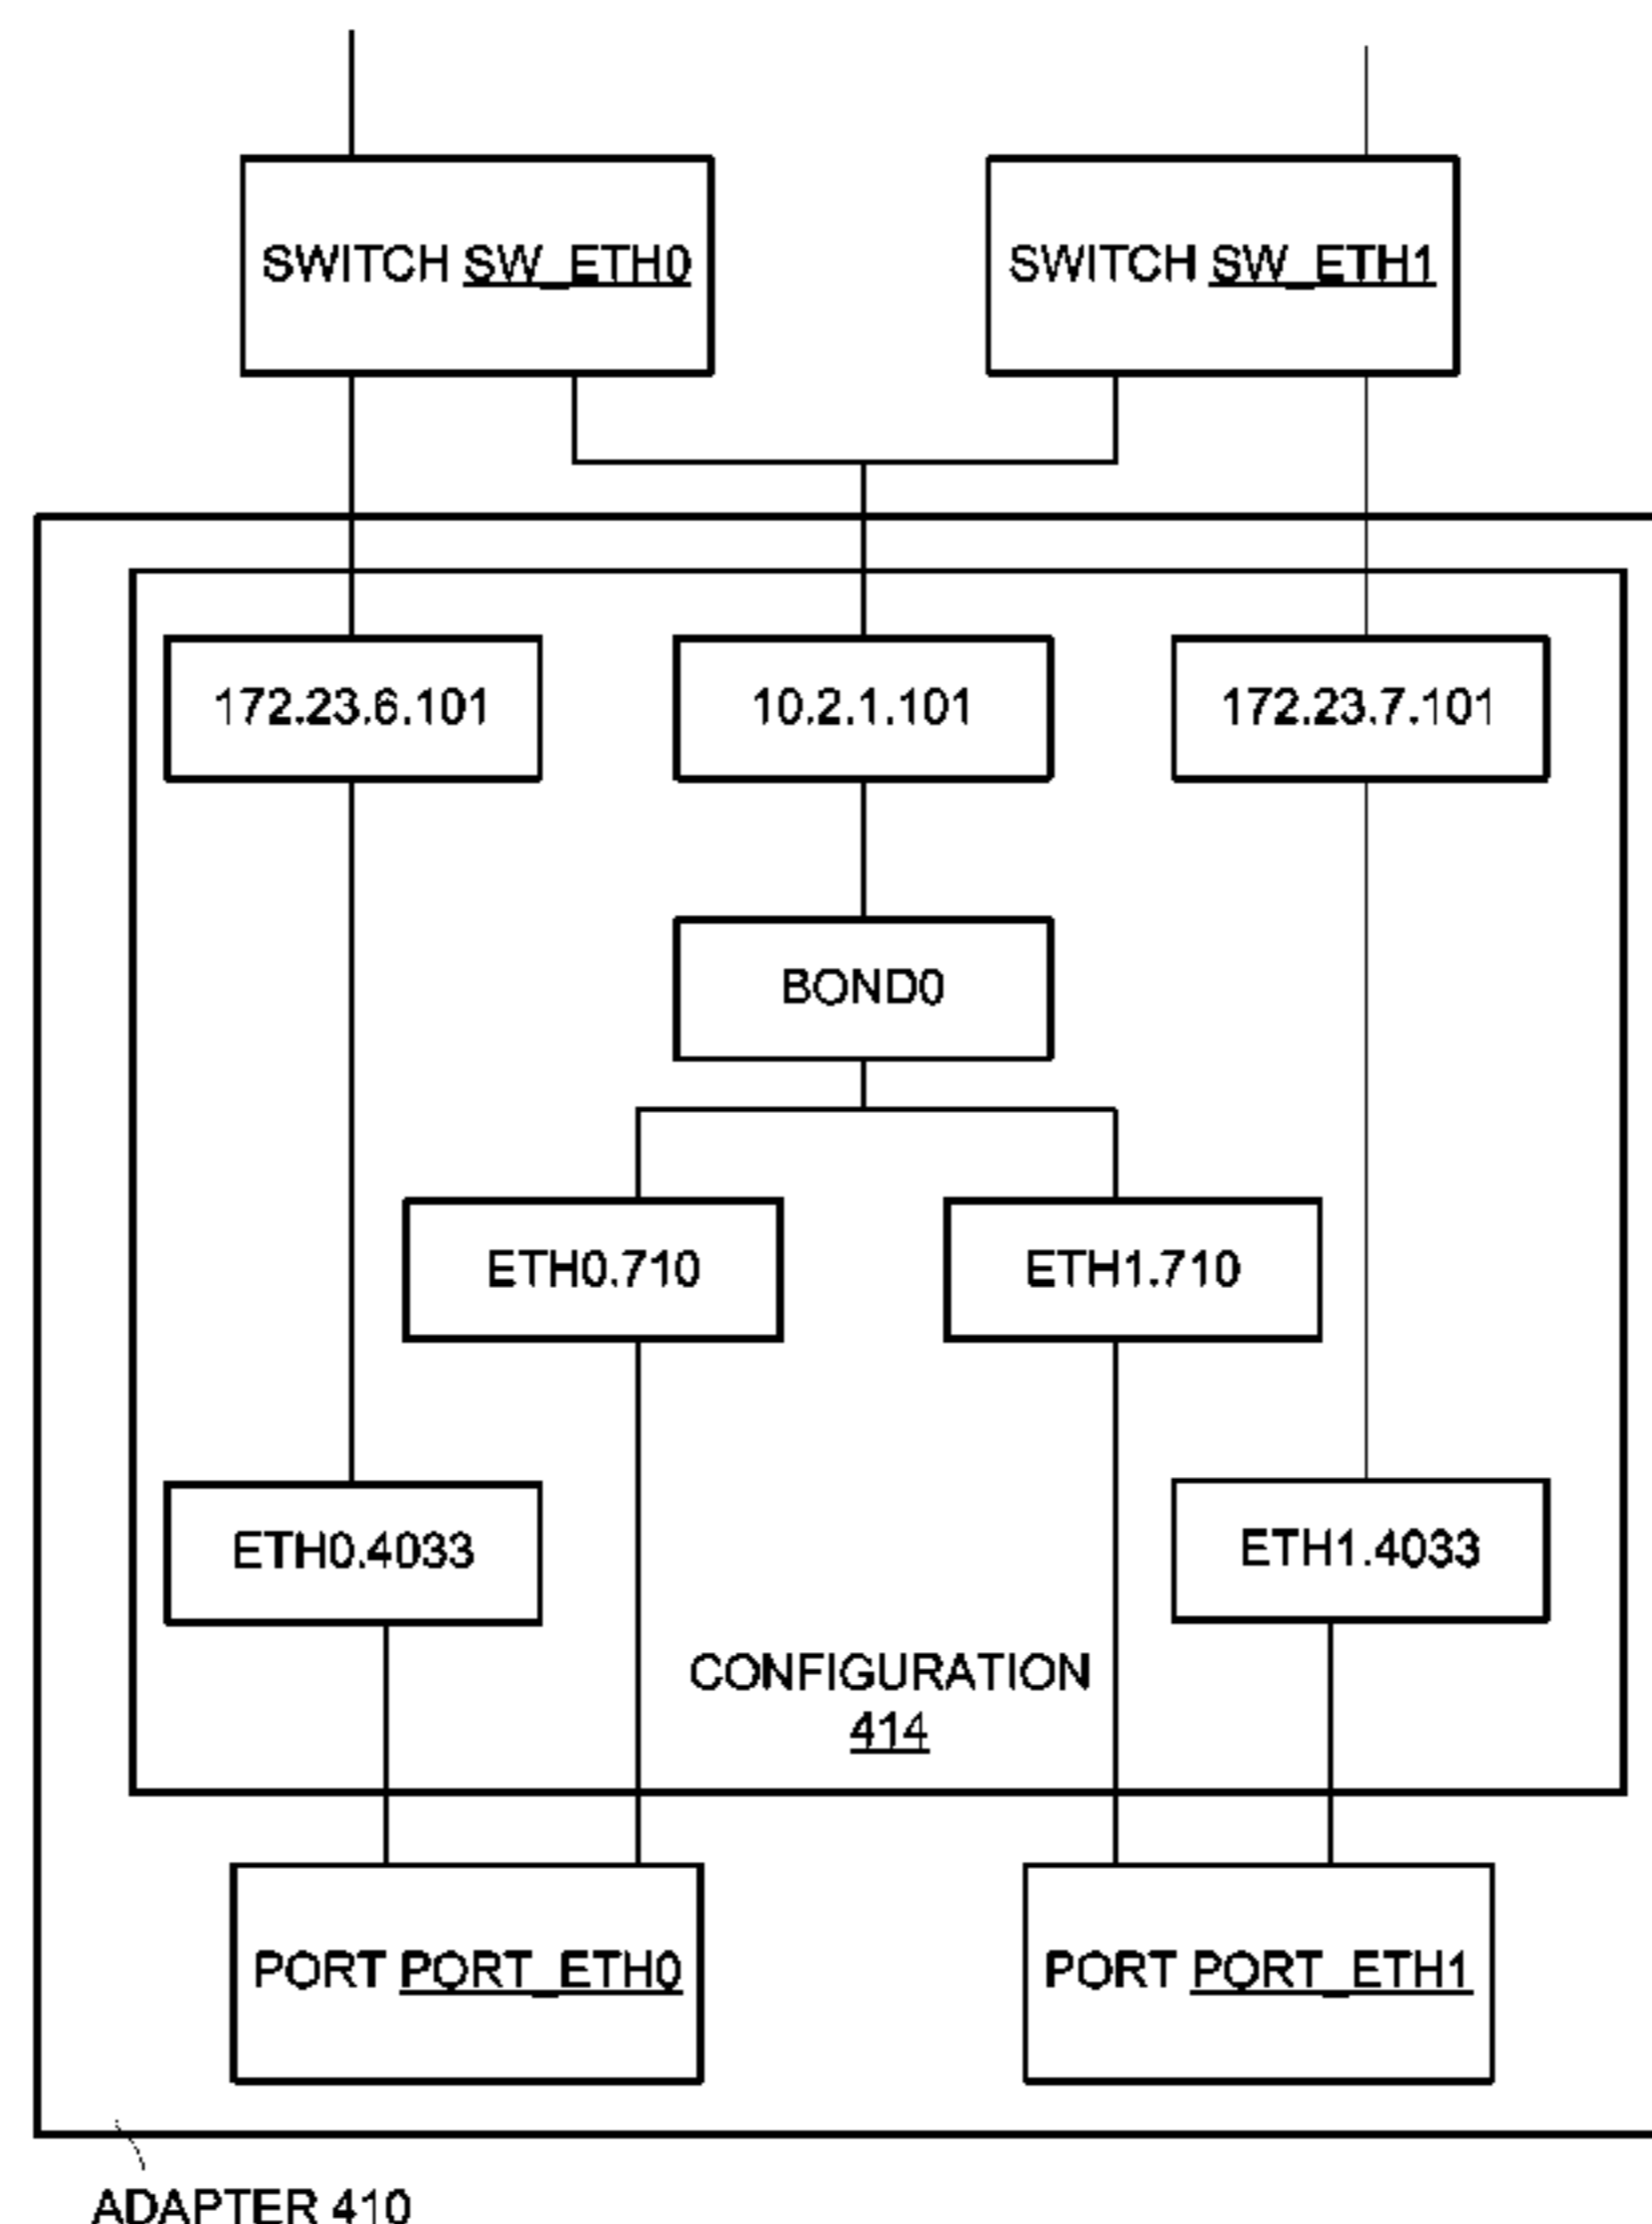 SWITCH SW_ETH0
SWITCH SW_ETH1
172.23.6.101
10.2.1.101
172.23.7.101
BOND0
ETH0.710
ETH1.710
ETH0.4033
ETH1.4033
CONFIGURATION
414
PORT PORT_ETH0
PORT PORT_ETH1
ADAPTER 410